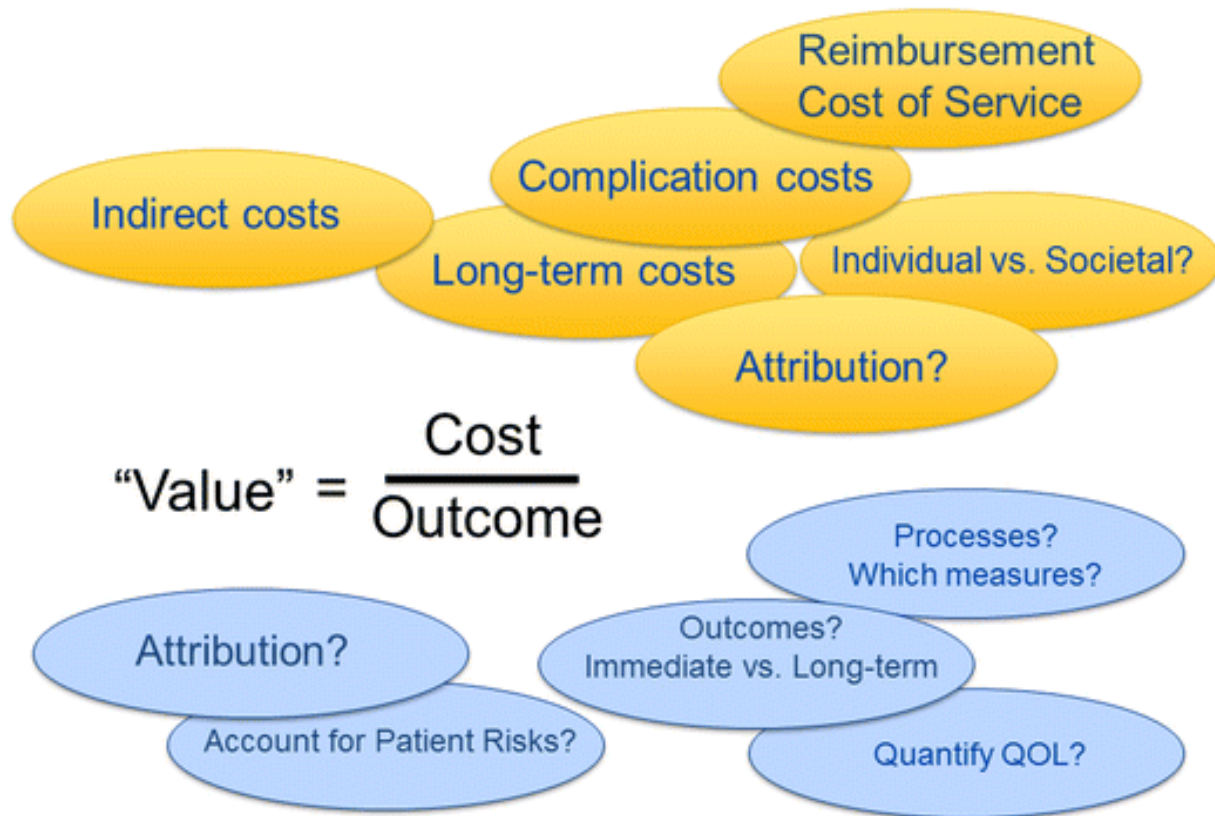 Reimbursement
Cost of Service
Complication costs
Indirect costs
Long-term costs
Individual vs. Societal?
Attribution?
“Value” = Cost
Outcome
Processes?
Which measures?
Attribution?
Outcomes?
Immediate vs. Long-term
Account for Patient Risks?
Quantify QOL?